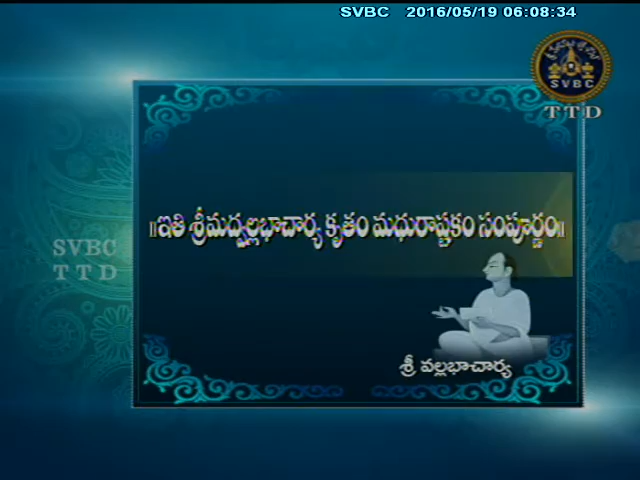 SVBC 2016/05/19 06:08:34
SVBC
TTD
॥ఇతి శ్రీమద్వల్లభాచార్య కృతం మధురాష్టకం సంపూర్ణం॥
SVBC
TTD
శ్రీ వల్లభాచార్య